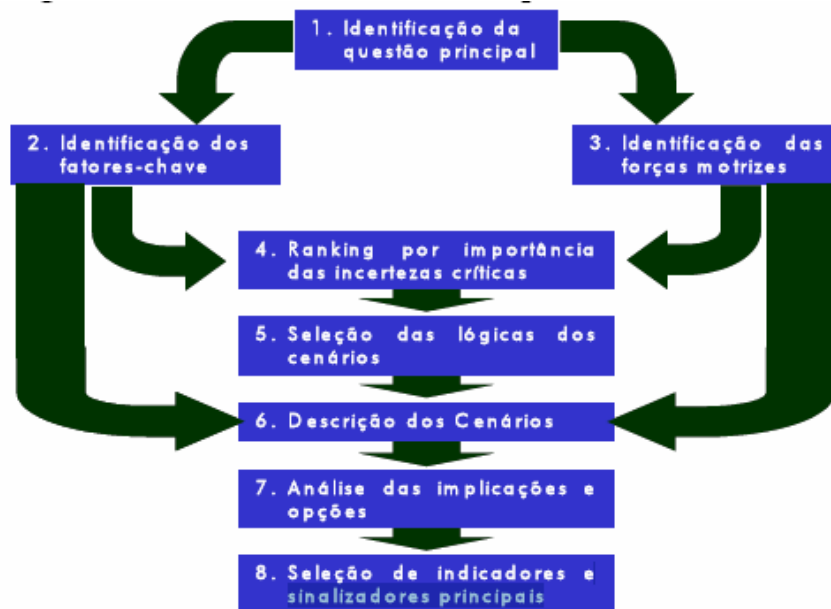 1. Identificação da
questão principal
2. Identificação dos
fatores-chave
3. Identificação das
forças motrizes
4. Ranking por importância
das incertezas críticas
5. Seleção das lógicas dos
cenários
6. Descrição dos Cenários
7. Análise das implicações e
opções
8. Seleção de indicadores e
sinalizadores principais